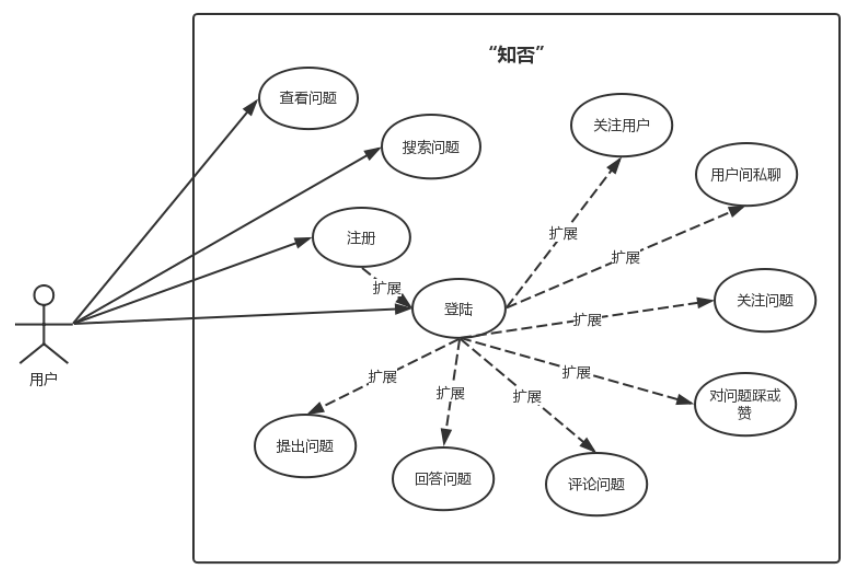 “知否”
查看问题
搜索问题
关注用户
用户间私聊
注册
扩展
扩展
扩展
登陆
关注问题
扩展
用户
扩展
扩展
扩展
扩展
对问题踩或
赞
提出问题
回答问题
评论问题